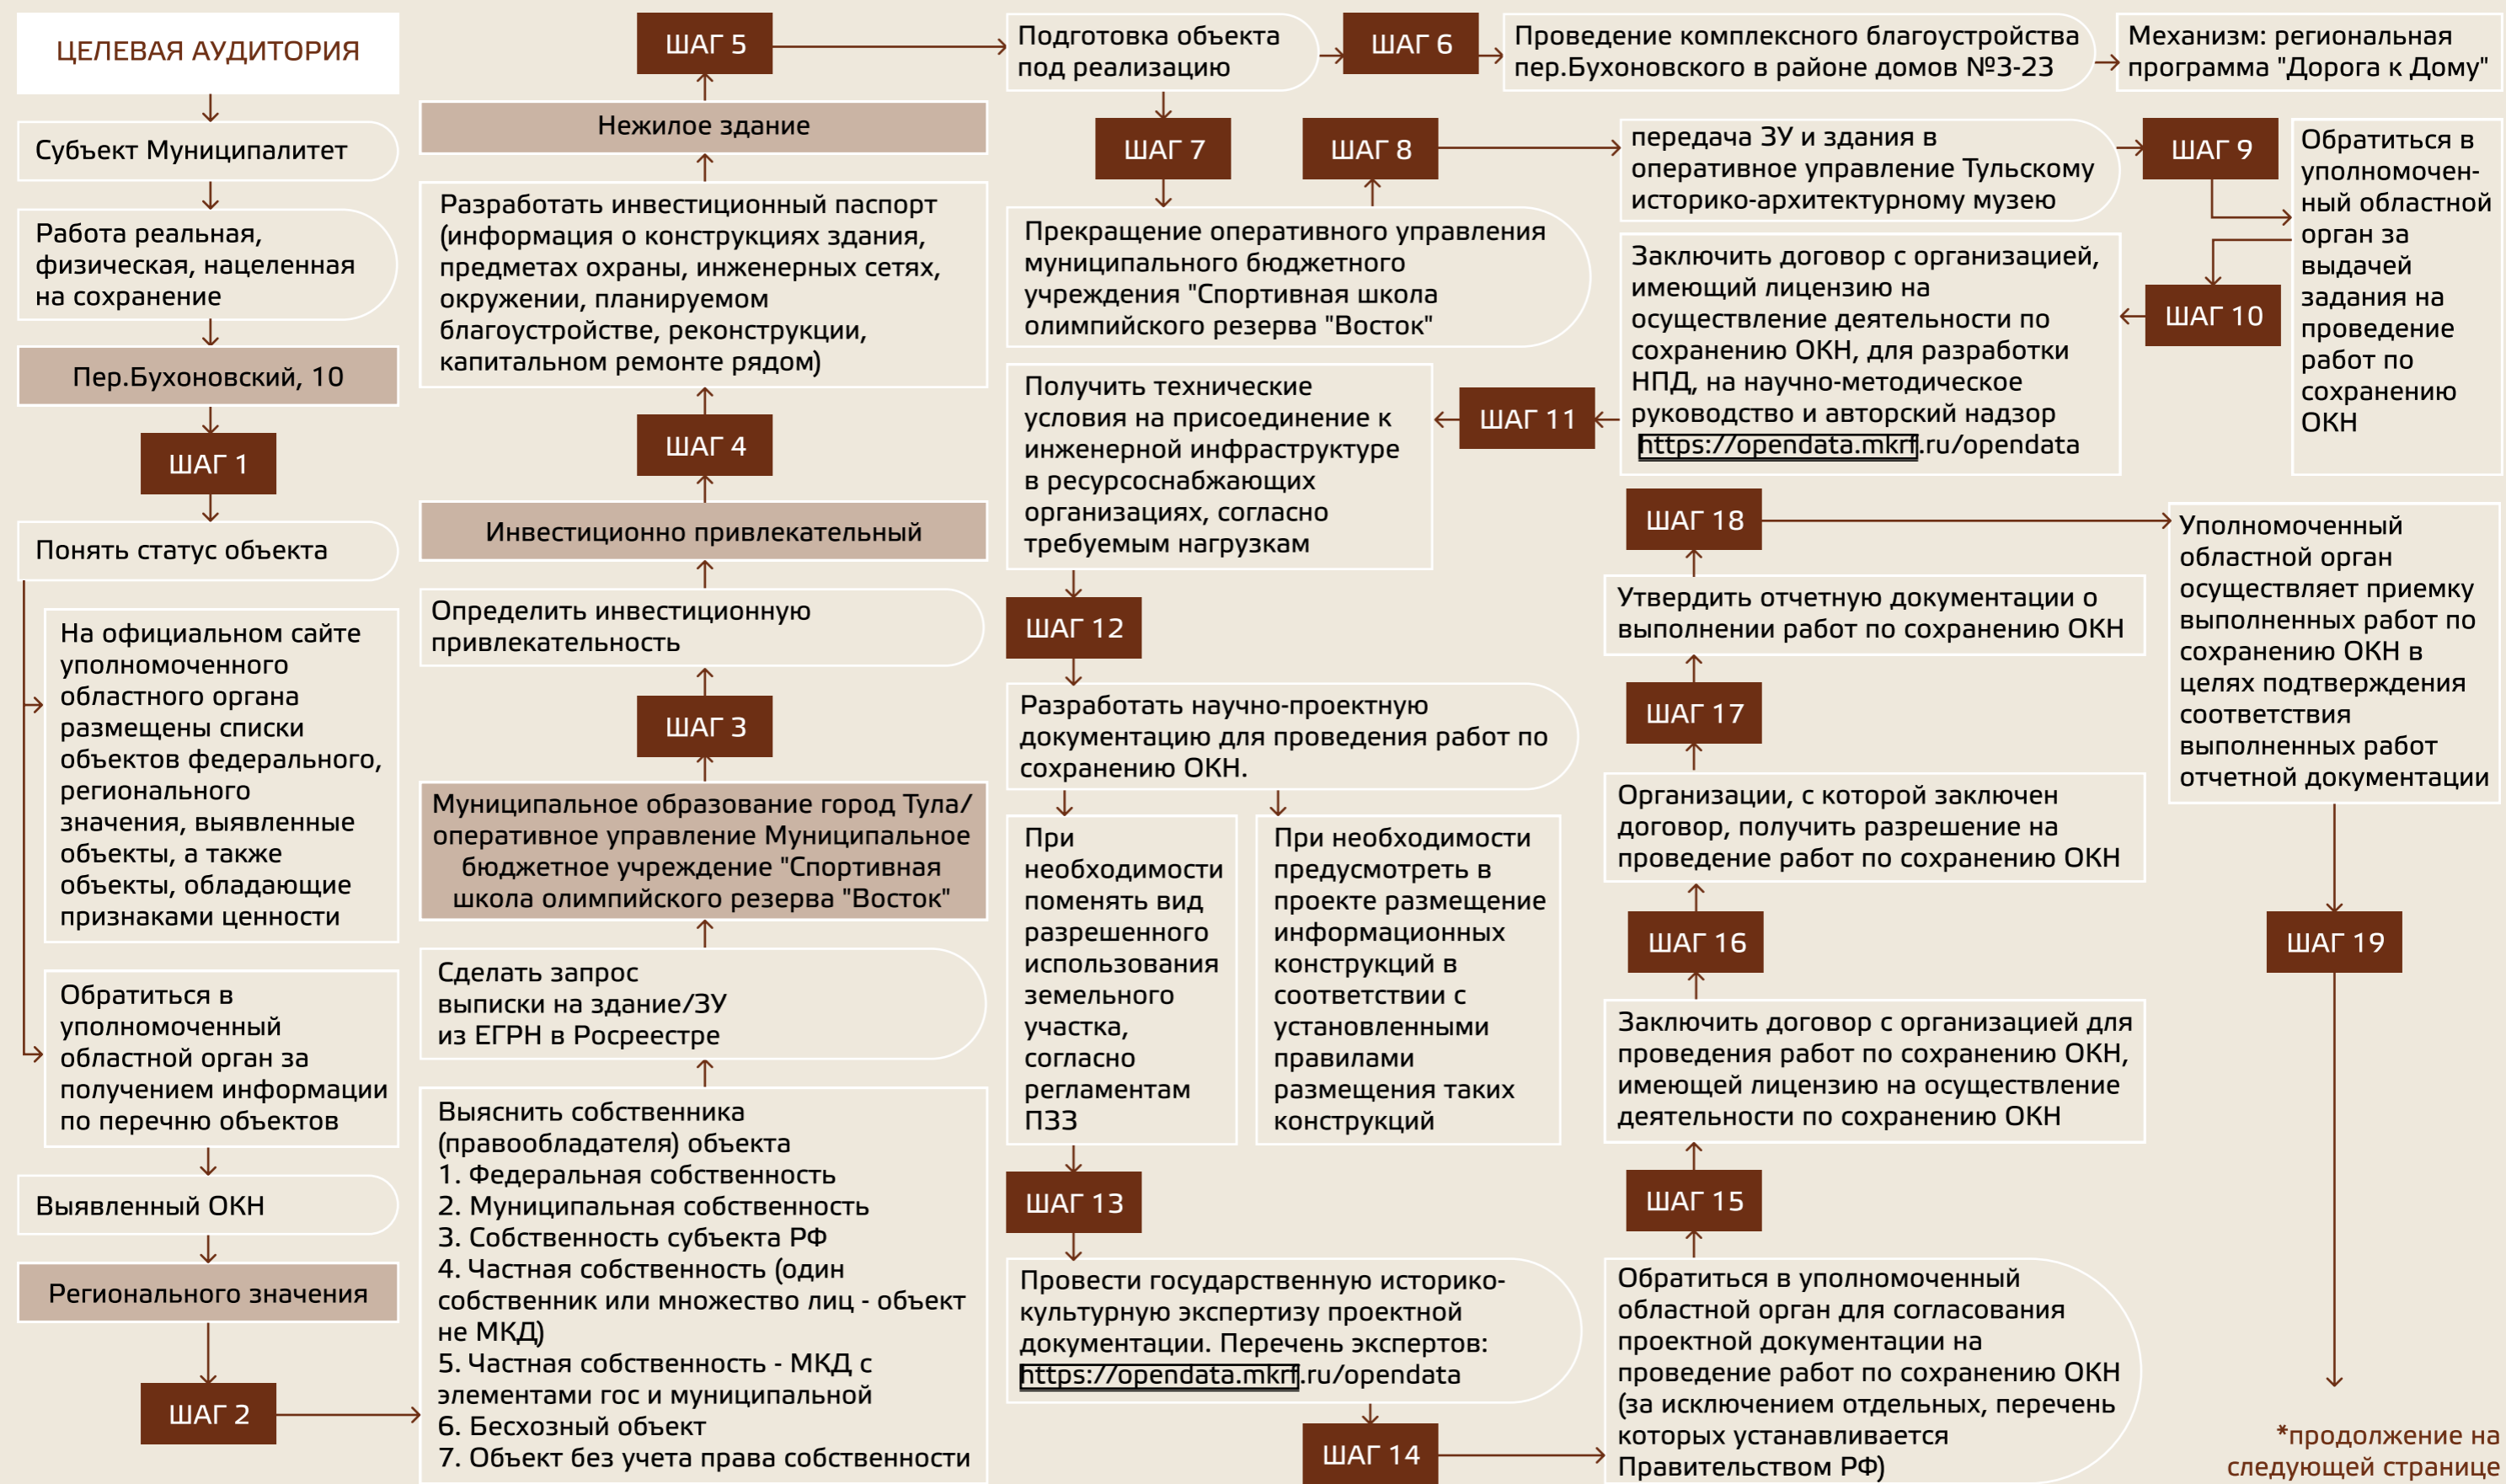 ЦЕЛЕВАЯ АУДИТОРИЯ
Субъект Муниципалитет
Работа реальная,
физическая, нацеленная
на сохранение
Пер.Бухоновский, 10
ШАГ 1
Понять статус объекта
На официальном сайте
уполномоченного
областного органа
размещены списки
объектов федерального,
регионального
значения, выявленные
объекты, а также
объекты, обладающие
признаками ценности
Обратиться в
уполномоченный
областной орган за
получением информации
по перечню объектов
Выявленный ОКН
Регионального значения
ШАГ 2
Выяснить собственника
(правообладателя) объекта
1. Федеральная собственность
2. Муниципальная собственность
3. Собственность субъекта РФ
4. Частная собственность (один
собственник или множество лиц - объект
не МКД)
5. Частная собственность - МКД с
элементами гос и муниципальной
6. Бесхозный объект
7. Объект без учета права собственности
Сделать запрос
выписки на здание/ЗУ
из ЕГРН в Росреестре
Муниципальное образование город Тула/
оперативное управление Муниципальное
бюджетное учреждение "Спортивная
школа олимпийского резерва "Восток"
ШАГ 3
Определить инвестиционную
привлекательность
Инвестиционно привлекательный
ШАГ 4
Разработать инвестиционный паспорт
(информация о конструкциях здания,
предметах охраны, инженерных сетях,
окружении, планируемом
благоустройстве, реконструкции,
капитальном ремонте рядом)
Нежилое здание
ШАГ 5
Подготовка объекта
под реализацию
ШАГ 6
Проведение комплексного благоустройства
пер.Бухоновского в районе домов №3-23
Механизм: региональная
программа "Дорога к Дому"
ШАГ 7
Прекращение оперативного управления
муниципального бюджетного
учреждения "Спортивная школа
олимпийского резерва "Восток"
ШАГ 8
передача ЗУ и здания в
оперативное управление Тульскому
историко-архитектурному музею
ШАГ 9
Обратиться в
уполномочен-
ный областной
орган за
выдачей
задания на
проведение
работ по
сохранению
ОКН
ШАГ 10
Заключить договор с организацией,
имеющий лицензию на
осуществление деятельности по
сохранению ОКН, для разработки
НПД, на научно-методическое
руководство и авторский надзор
https://opendata.mkrf.ru/opendata
ШАГ 11
Получить технические
условия на присоединение к
инженерной инфраструктуре
в ресурсоснабжающих
организациях, согласно
требуемым нагрузкам
ШАГ 12
Разработать научно-проектную
документацию для проведения работ по
сохранению ОКН.
При
необходимости
поменять вид
разрешенного
использования
земельного
участка,
согласно
регламентам
ПЗЗ
При необходимости
предусмотреть в
проекте размещение
информационных
конструкций в
соответствии с
установленными
правилами
размещения таких
конструкций
ШАГ 13
Провести государственную историко-
культурную экспертизу проектной
документации. Перечень экспертов:
https://opendata.mkrf.ru/opendata
ШАГ 14
Обратиться в уполномоченный
областной орган для согласования
проектной документации на
проведение работ по сохранению ОКН
(за исключением отдельных, перечень
которых устанавливается
Правительством РФ)
ШАГ 15
Заключить договор с организацией для
проведения работ по сохранению ОКН,
имеющей лицензию на осуществление
деятельности по сохранению ОКН
ШАГ 16
Организации, с которой заключен
договор, получить разрешение на
проведение работ по сохранению ОКН
ШАГ 17
Утвердить отчетную документации о
выполнении работ по сохранению ОКН
ШАГ 18
Уполномоченный
областной орган
осуществляет приемку
выполненных работ по
сохранению ОКН в
целях подтверждения
соответствия
выполненных работ
отчетной документации
ШАГ 19
*продолжение на
следующей странице